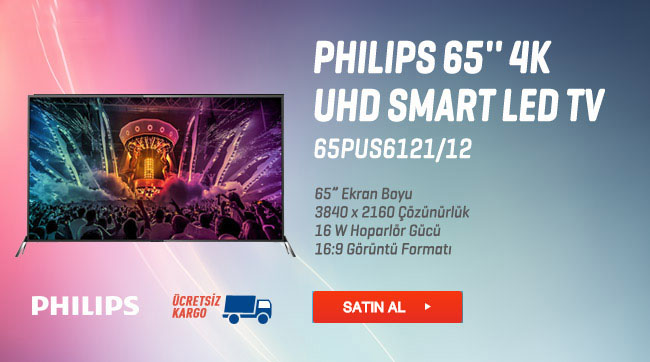 PHILIPS 65'' 4K
UHD SMART LED TV
65PUS6121/12
65” Ekran Boyu
3840 x 2160 Çözünürlük
16 W Hoparlör Gücü
16:9 Görüntü Formatı
PHILIPS
ÜCRETSİZ
KARGO
SATIN AL